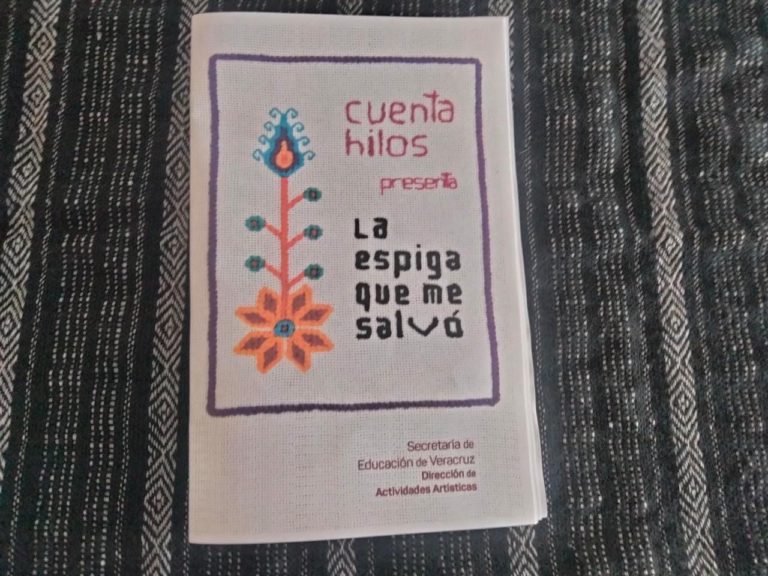 cuenta
hilos
presenta
La
espiga
que me
salvó
Secretaría de
Educación de Veracruz
Dirección de
Actividades Artísticas